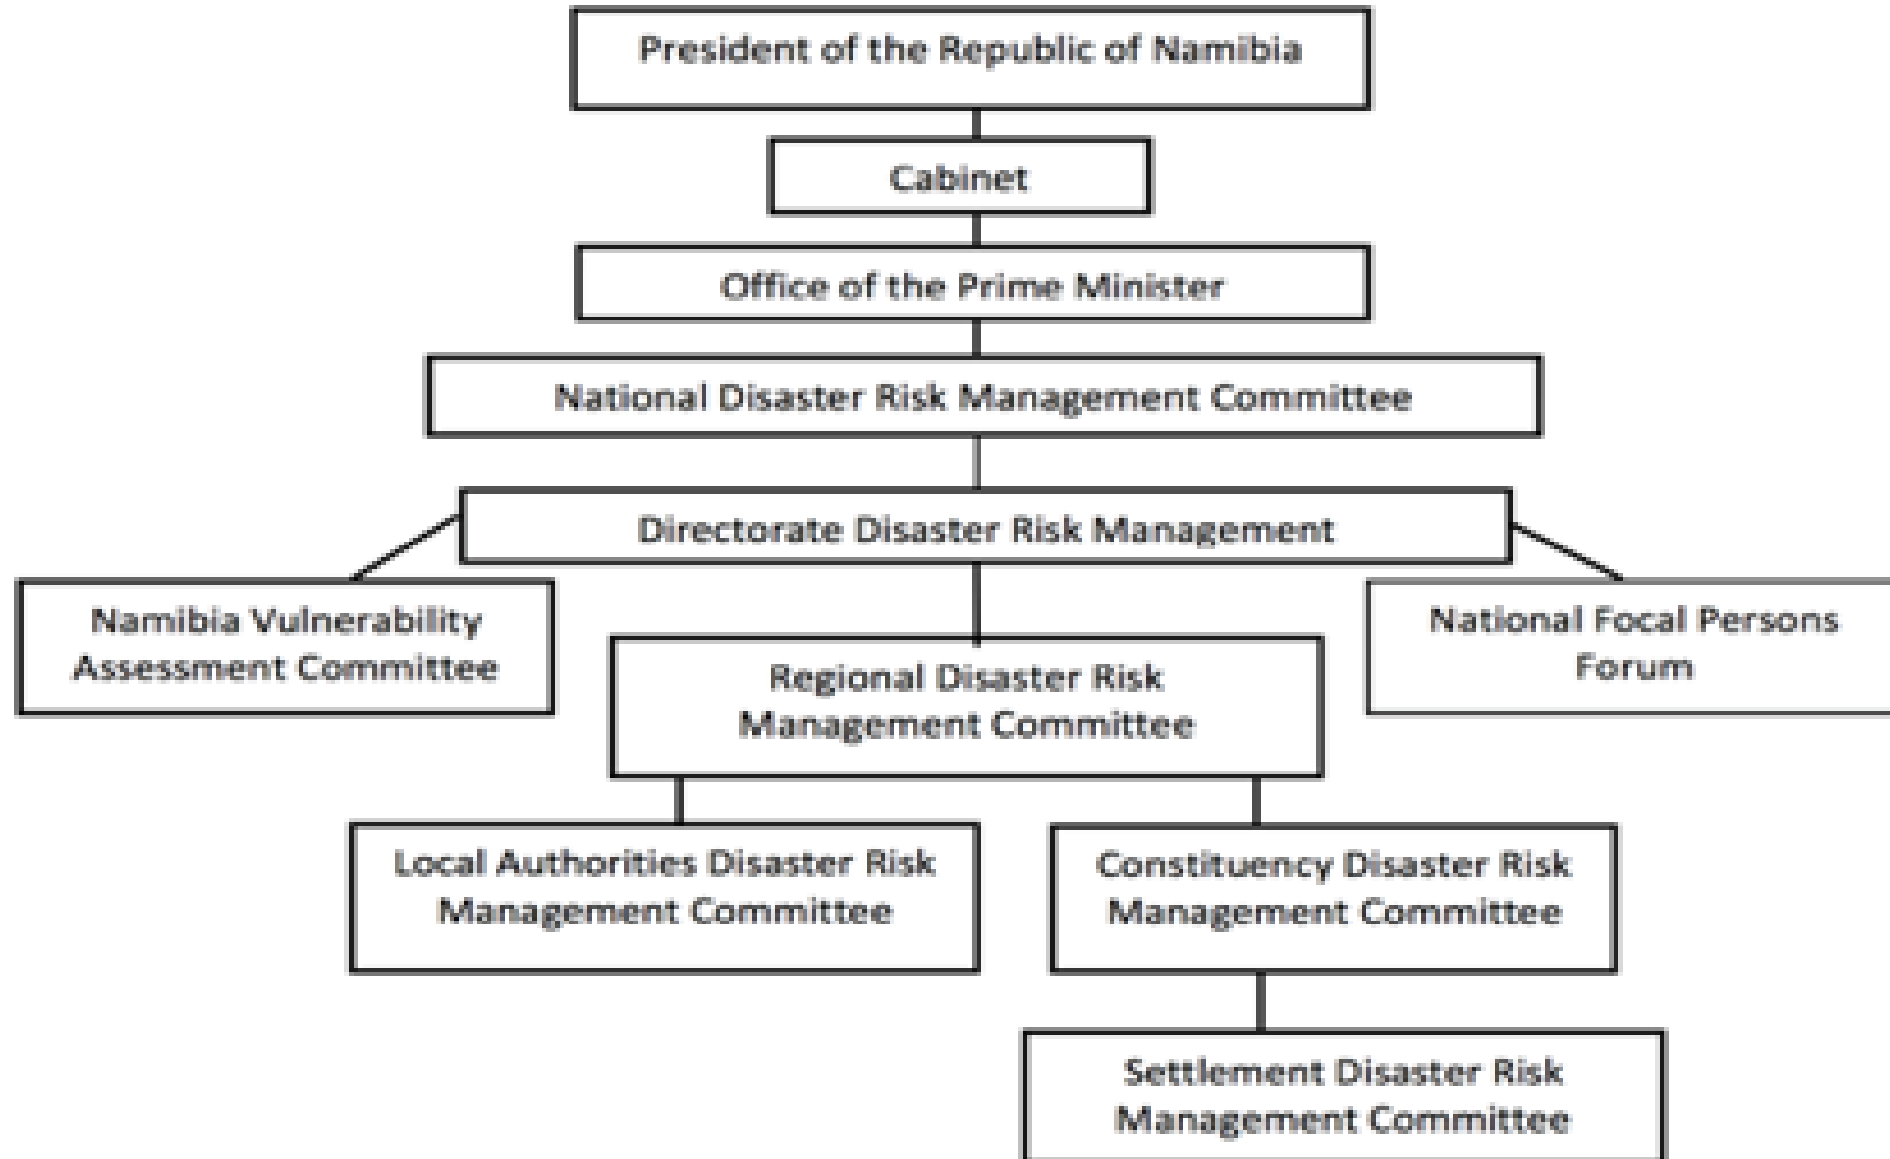 President of the Republic of Namibia
Cabinet
Office of the Prime Minister
National Disaster Risk Management Committee
Directorate Disaster Risk Management
Namibia Vulnerability
Assessment Committee
National Focal Persons
Forum
Regional Disaster Risk
Management Committee
Local Authorities Disaster Risk
Management Committee
Constituency Disaster Risk
Management Committee
Settlement Disaster Risk
Management Committee